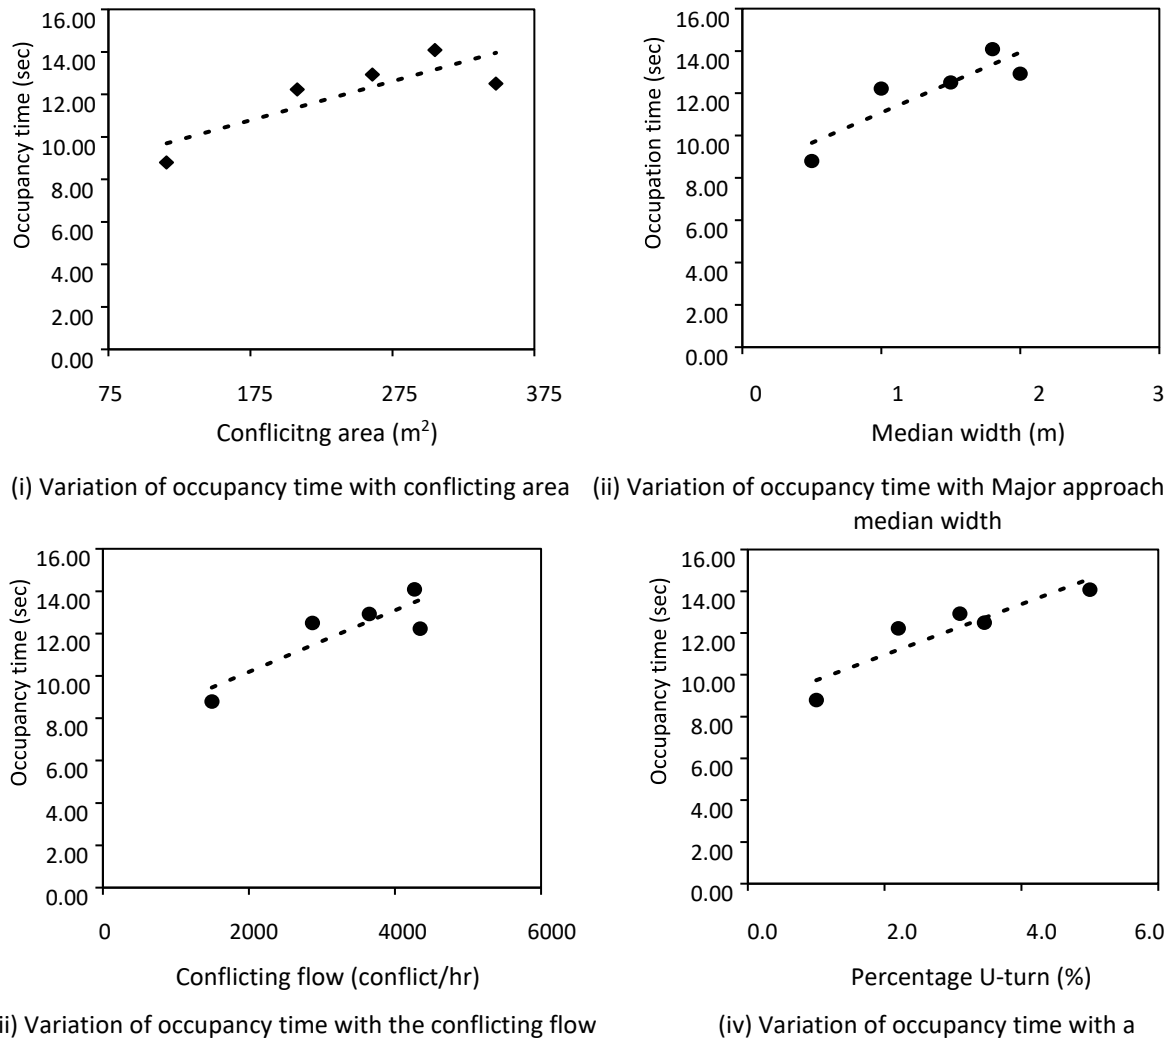 16.00
14.00
12.00
10.00
8.00
6.00
4.00
2.00
0.00
Occupancy time (sec)
75 175 275 375
Conflicitng area (m²)
(i) Variation of occupancy time with conflicting area
16.00
14.00
12.00
10.00
8.00
6.00
4.00
2.00
0.00
Occupation time (sec)
0 1 2 3
Median width (m)
(ii) Variation of occupancy time with Major approach
median width
16.00
14.00
12.00
10.00
8.00
6.00
4.00
2.00
0.00
Occupancy time (sec)
0 2000 4000 6000
Conflicting flow (conflict/hr)
ii) Variation of occupancy time with the conflicting flow
16.00
14.00
12.00
10.00
8.00
6.00
4.00
2.00
0.00
Occupancy time (sec)
0.0 2.0 4.0 6.0
Percentage U-turn (%)
(iv) Variation of occupancy time with a